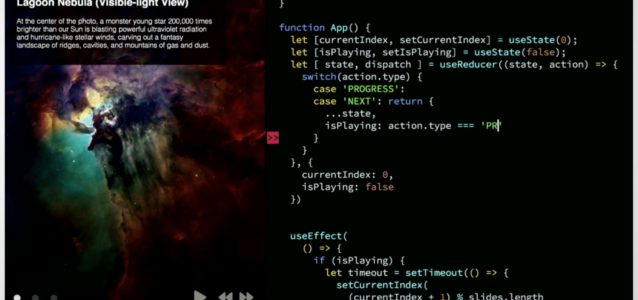 Lagoon Nebula (Visible-light View)
At the center of the photo, a monster young star 200,000 times
brighter than our Sun is blasting powerful ultraviolet radiation
and hurricane-like stellar winds, carving out a fantasy
landscape of ridges, cavities, and mountains of gas and dust.
}
function App() {
let [currentIndex, setCurrentIndex] = useState(0);
let [isPlaying, setIsPlaying] = useState(false);
let [ state, dispatch ] = useReducer((state, action) => {
switch(action.type) {
case 'PROGRESS':
case 'NEXT': return {
...state,
isPlaying: action.type === 'PR'
>> }
}
}, {
currentIndex: 0,
isPlaying: false
})
useEffect(
() => {
if (isPlaying) {
let timeout = setTimeout(() => {
setCurrentIndex(
(currentIndex + 1) % slides.length